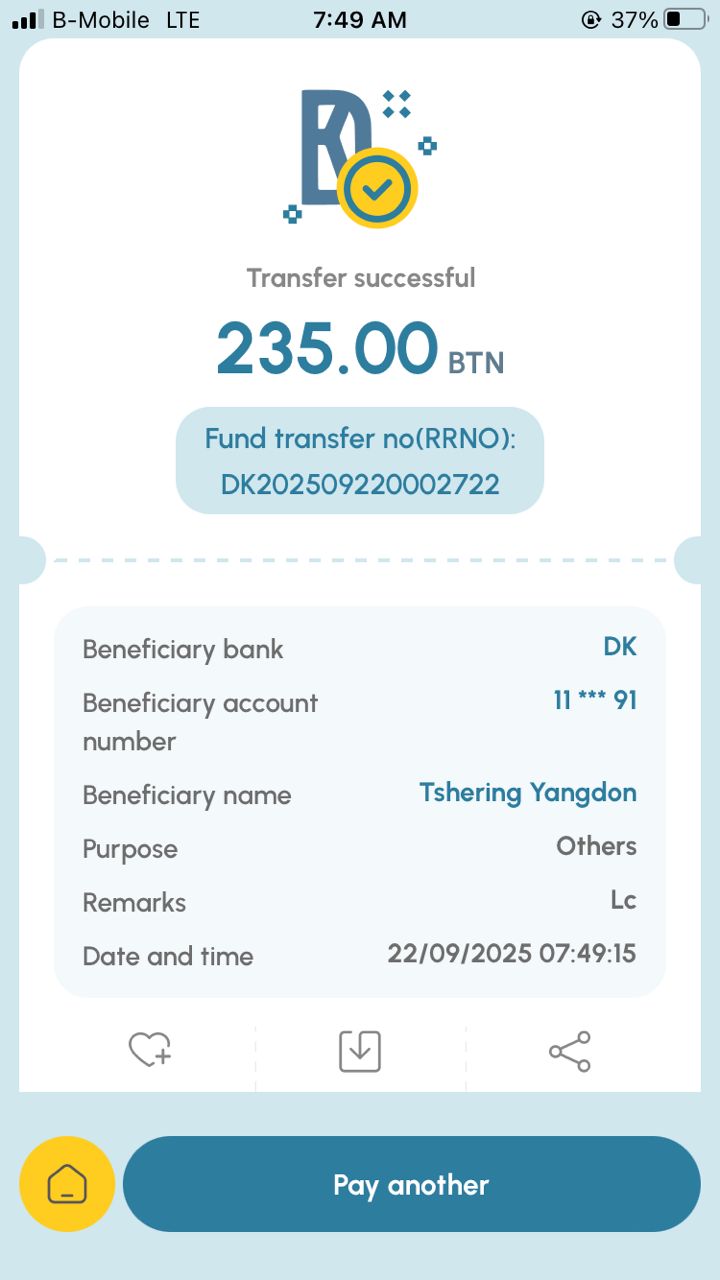 B-Mobile LTE 7:49 AM 37%
DK
Transfer successful
235.00 BTN
Fund transfer no(RRNO):
DK202509220002722
Beneficiary bank DK
Beneficiary account 11 *** 91
number
Beneficiary name Tshering Yangdon
Purpose Others
Remarks Lc
Date and time 22/09/2025 07:49:15
Pay another